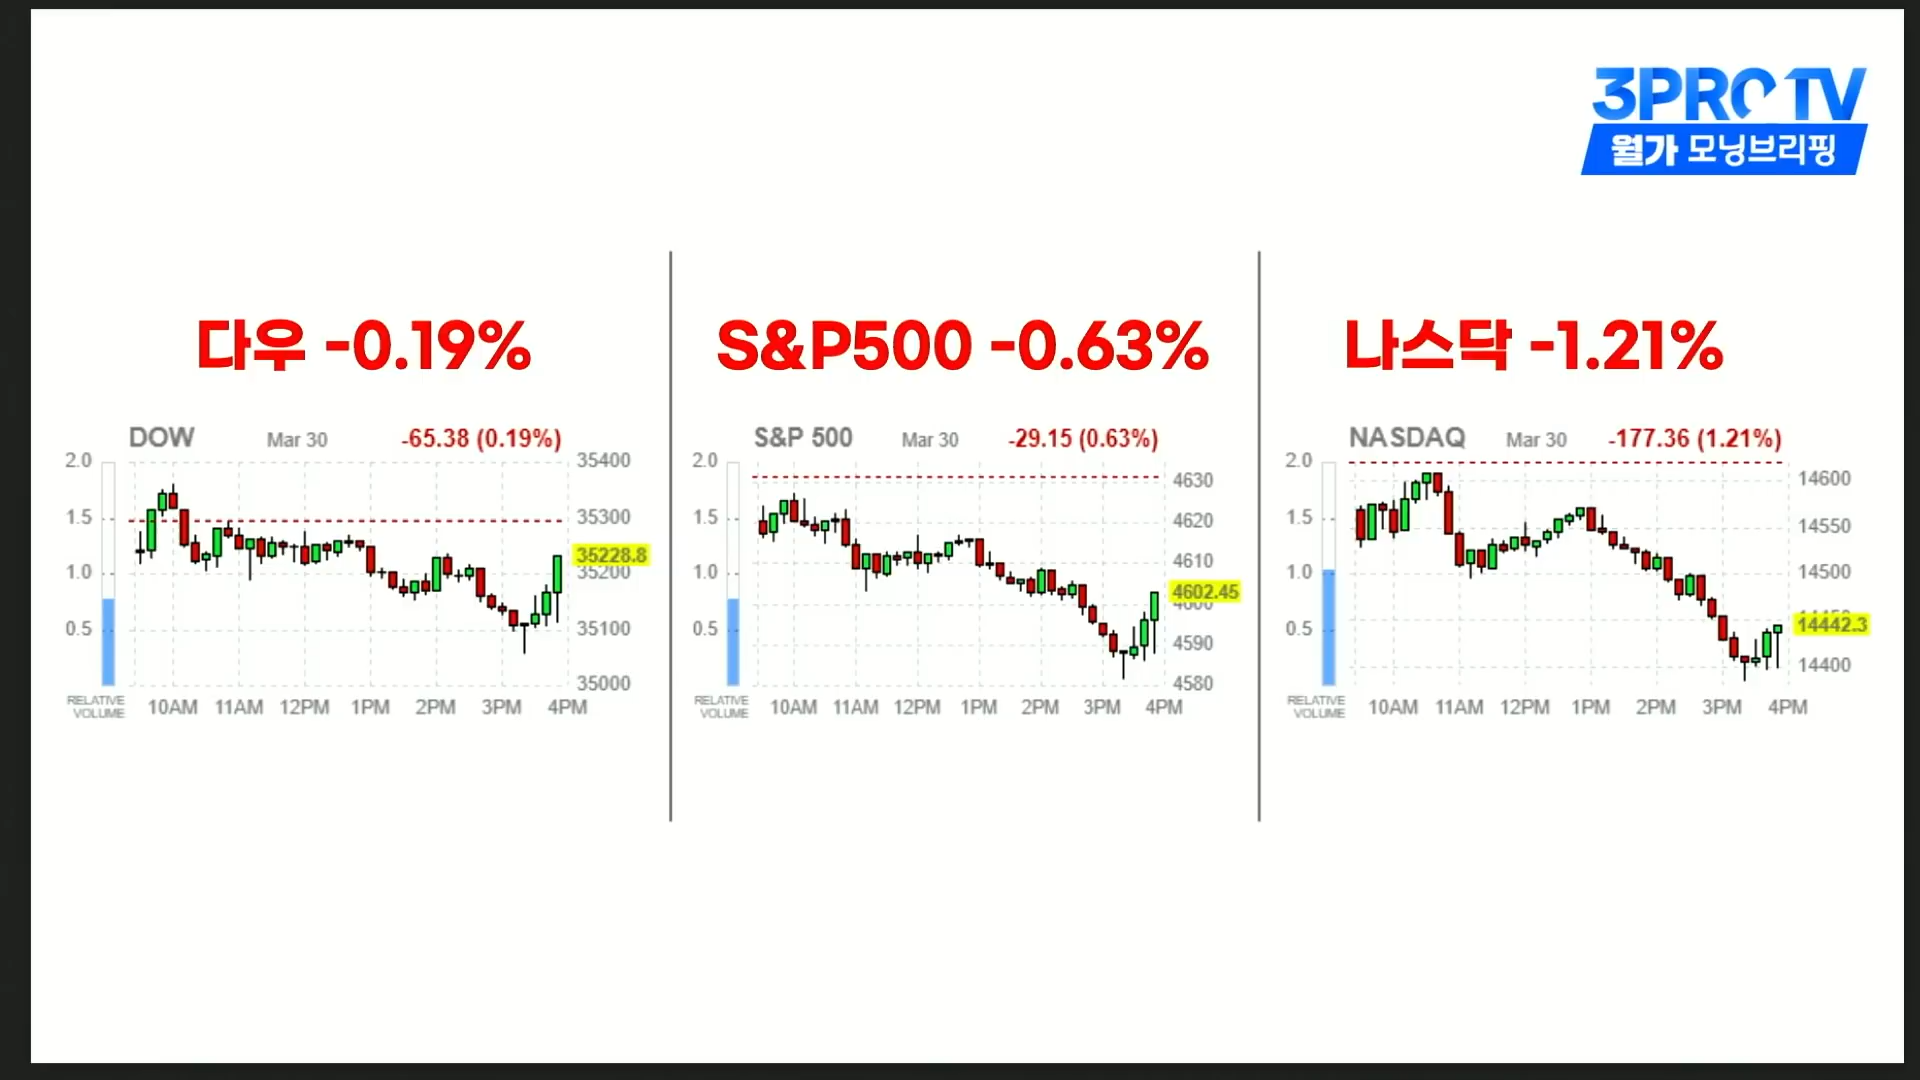 3PRO TV
월가 모닝브리핑
다우 -0.19%
DOW Mar 30 -65.38 (0.19%)
2.0
1.5
1.0
0.5
35400
35300
35228.8
35200
35100
35000
RELATIVE
VOLUME
10AM 11AM 12PM 1PM 2PM 3PM 4PM
S&P500 -0.63%
S&P 500 Mar 30 -29.15 (0.63%)
2.0
1.5
1.0
0.5
4630
4620
4610
4602.45
4600
4590
4580
RELATIVE
VOLUME
10AM 11AM 12PM 1PM 2PM 3PM 4PM
나스닥 -1.21%
NASDAQ Mar 30 -177.36 (1.21%)
2.0
1.5
1.0
0.5
14600
14550
14500
14450
14442.3
14400
RELATIVE
VOLUME
10AM 11AM 12PM 1PM 2PM 3PM 4PM